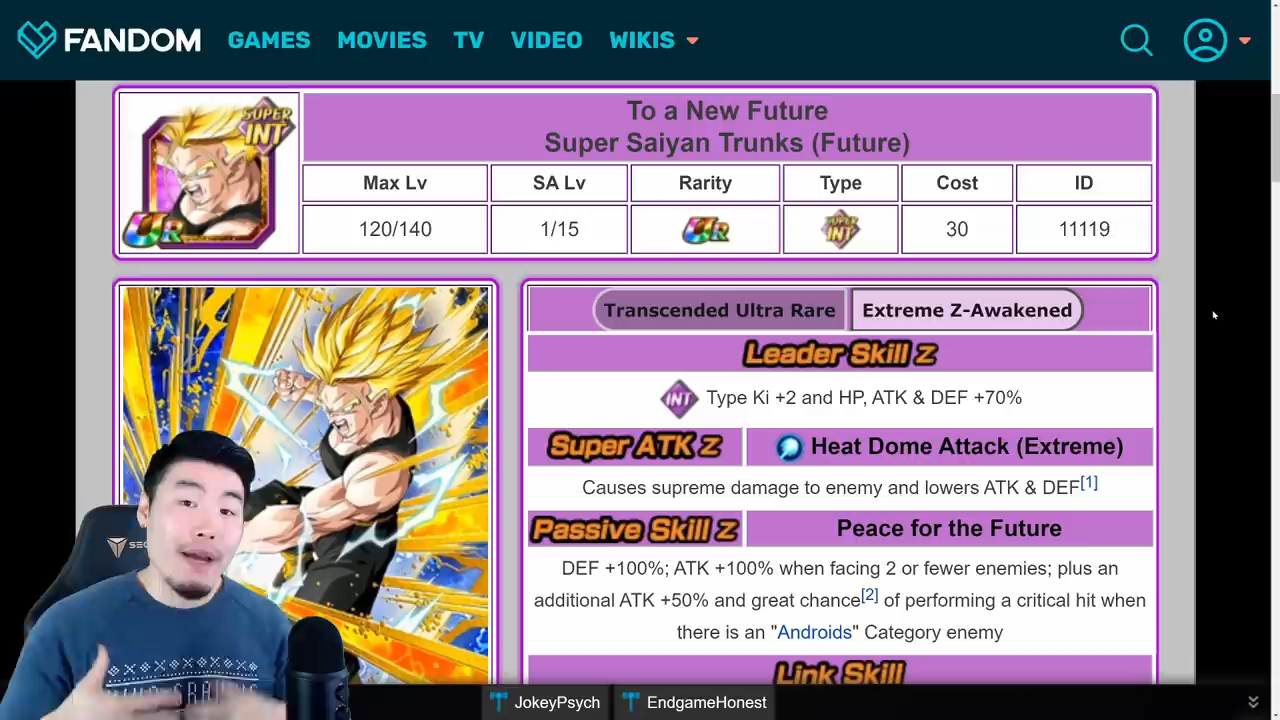 FANDOM GAMES MOVIES TV VIDEO WIKIS
SUPER INT
UR
To a New Future
Super Saiyan Trunks (Future)
Max Lv SA Lv Rarity Type Cost ID
120/140 1/15 UR SUPER INT 30 11119
Transcended Ultra Rare Extreme Z-Awakened
Leader Skill Z
INT Type Ki +2 and HP, ATK & DEF +70%
Super ATK Z Heat Dome Attack (Extreme)
Causes supreme damage to enemy and lowers ATK & DEF[1]
Passive Skill Z Peace for the Future
DEF +100%; ATK +100% when facing 2 or fewer enemies; plus an
additional ATK +50% and great chance[2] of performing a critical hit when
there is an "Androids" Category enemy
Link Skill
JokeyPsych EndgameHonest